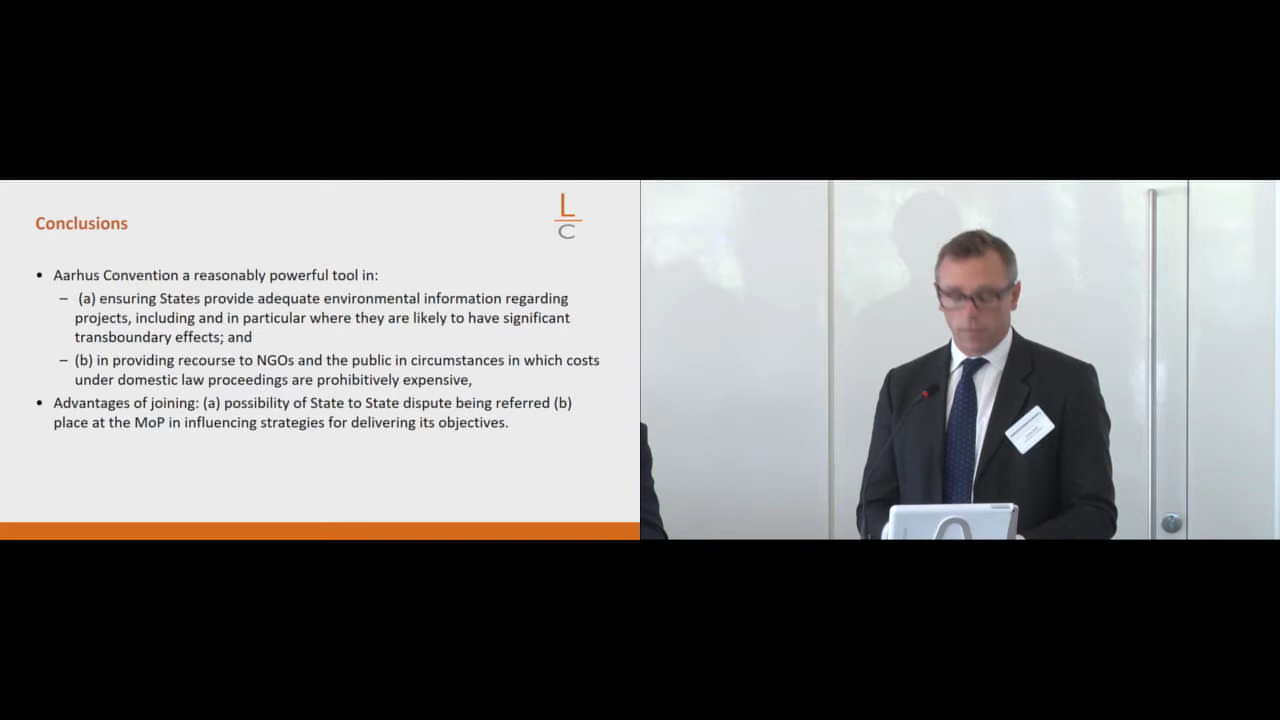 L
C
Conclusions
• Aarhus Convention a reasonably powerful tool in:
– (a) ensuring States provide adequate environmental information regarding
projects, including and in particular where they are likely to have significant
transboundary effects; and
– (b) in providing recourse to NGOs and the public in circumstances in which costs
under domestic law proceedings are prohibitively expensive,
• Advantages of joining: (a) possibility of State to State dispute being referred (b)
place at the MoP in influencing strategies for delivering its objectives.